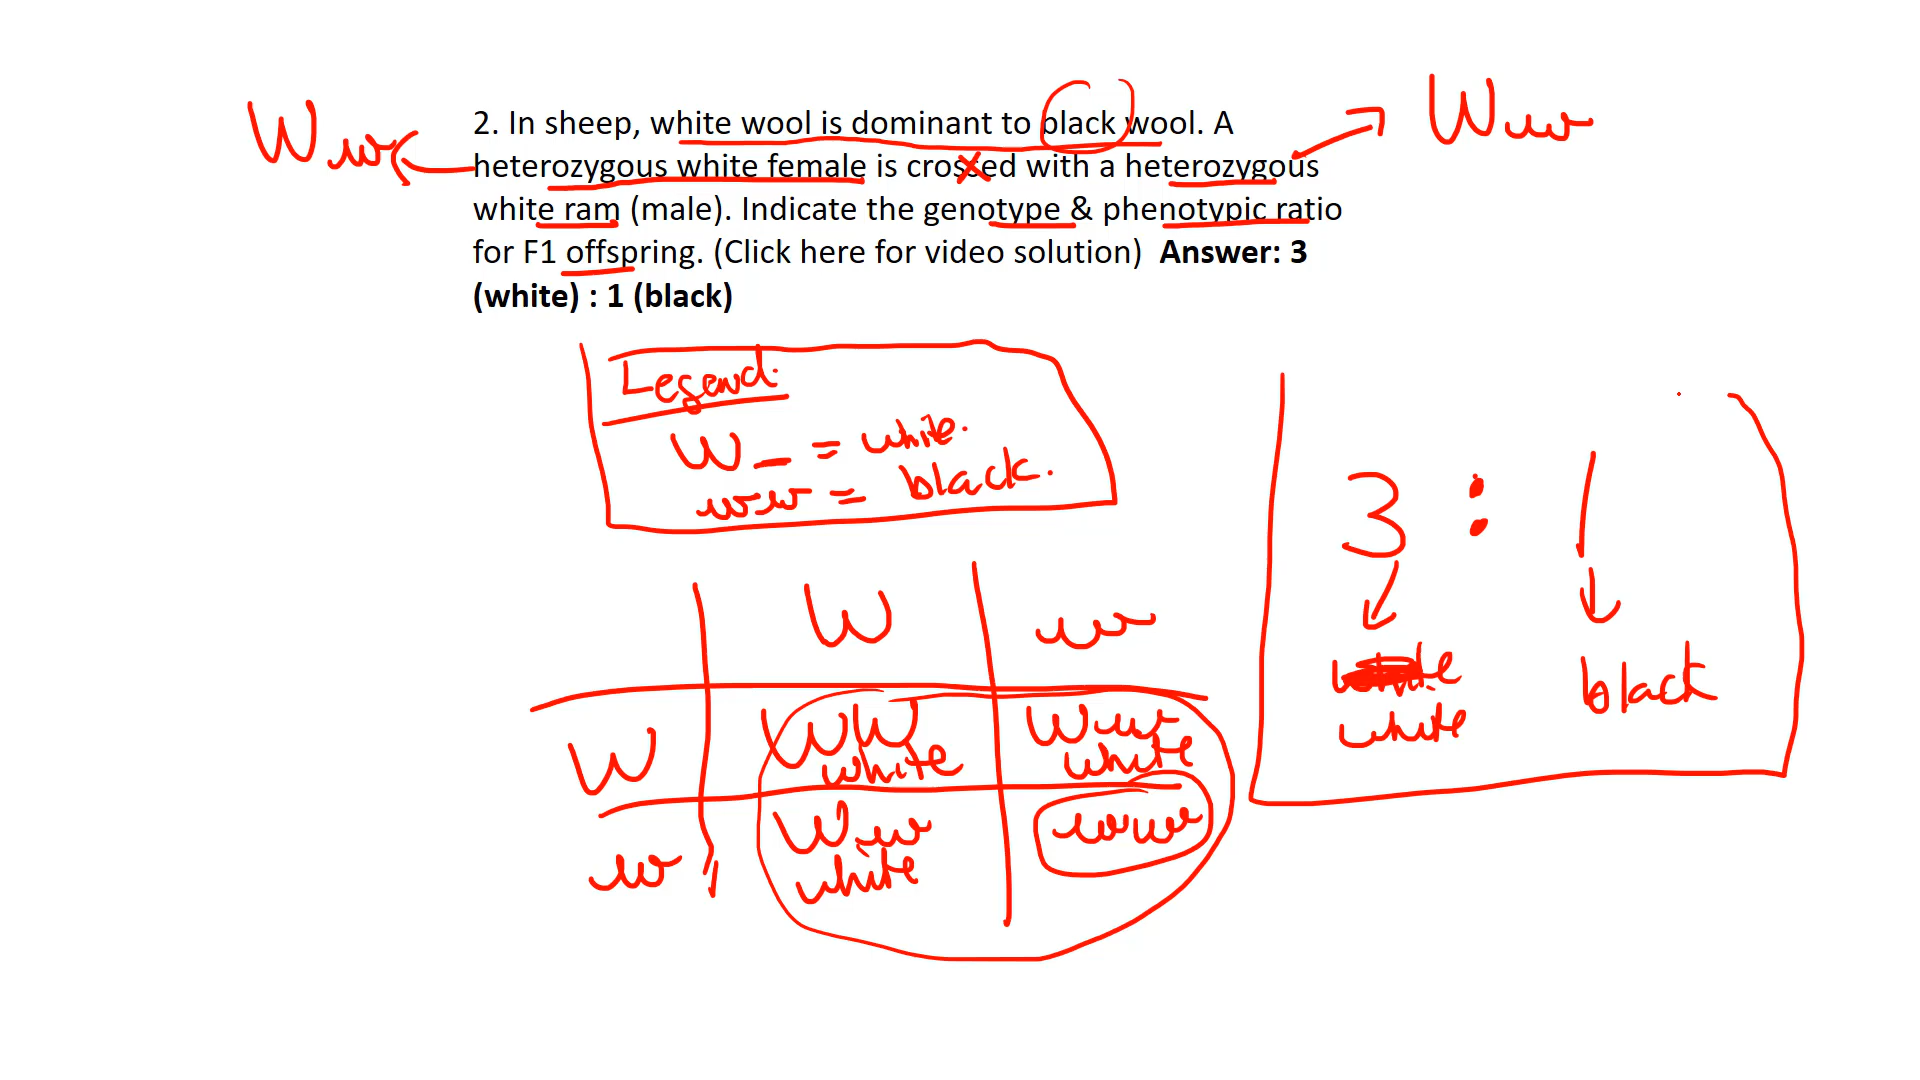 2. In sheep, white wool is dominant to black wool. A
heterozygous white female is crossed with a heterozygous
white ram (male). Indicate the genotype & phenotypic ratio
for F1 offspring. (Click here for video solution) Answer: 3
(white) : 1 (black)
Ww
Ww
Legend:
W_ = white.
ww = black.
W w
W WW Ww
white white
w Ww ww
white
3 : 1
white black